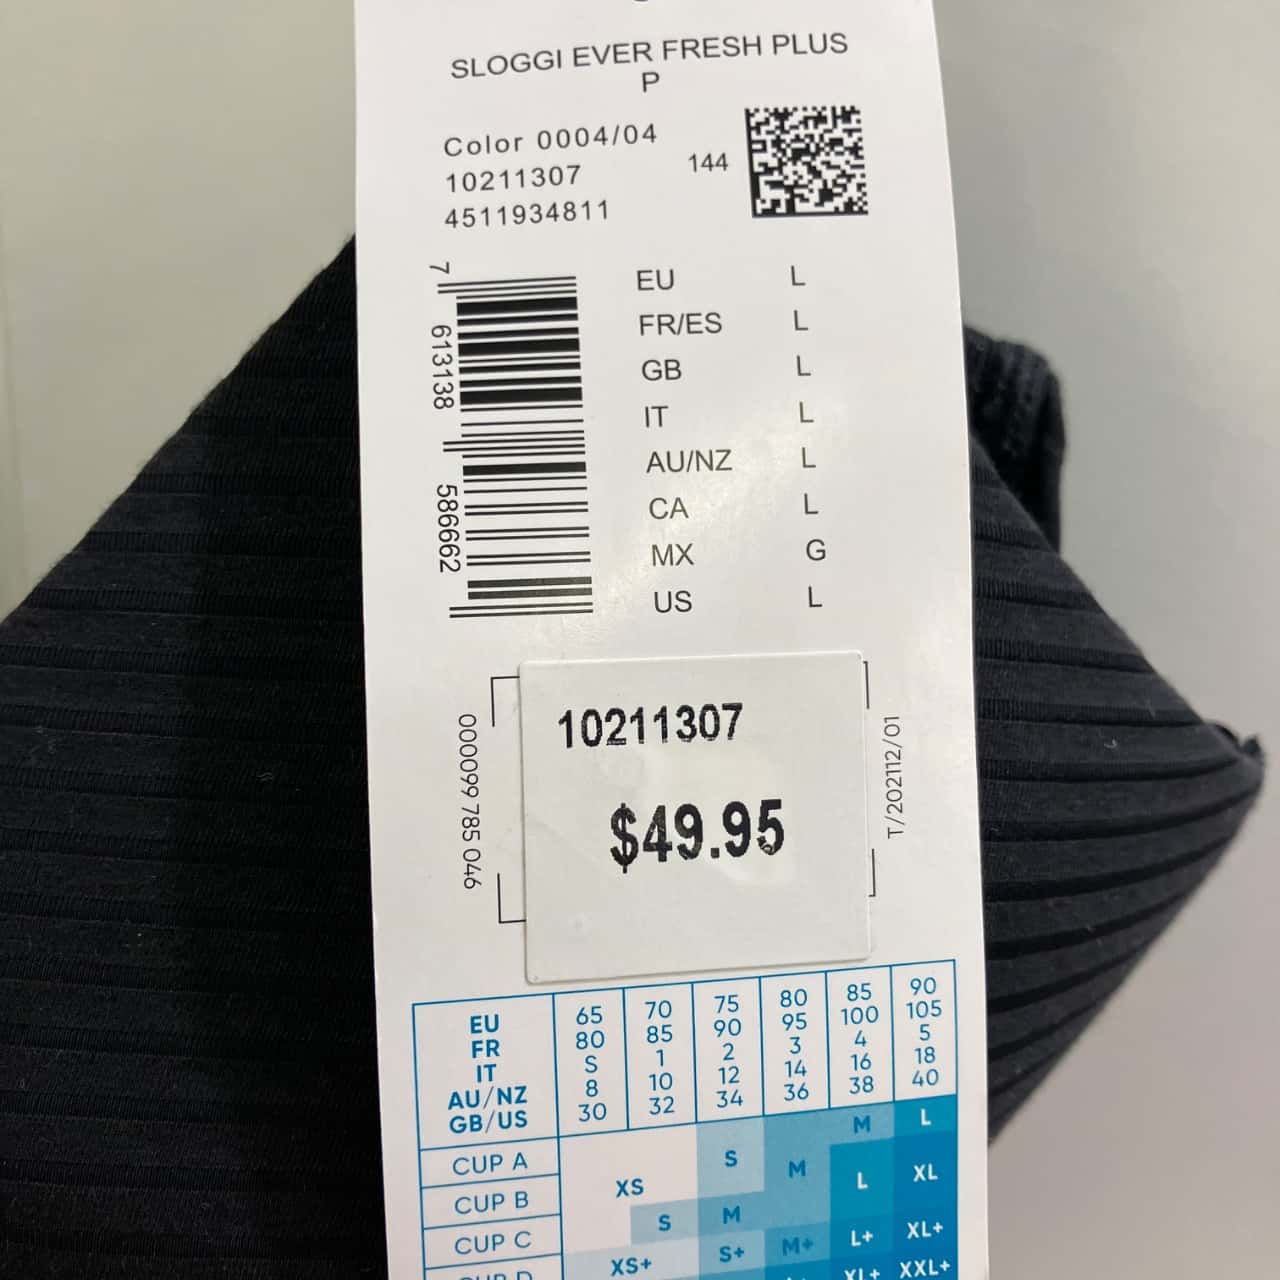 SLOGGI EVER FRESH PLUS
P
Color 0004/04
10211307
4511934811
144
7 613138 586662
EU L
FR/ES L
GB L
IT L
AU/NZ L
CA L
MX G
US L
10211307
$49.95
000099 785 046
T/202112/01
EU 65 70 75 80 85 90
FR 80 85 90 95 100 105
IT S 1 2 3 4 5
AU/NZ 8 10 12 14 16 18
GB/US 30 32 34 36 38 40
M L
CUP A S M
CUP B XS L XL
CUP C S M
XS+ S+ M+ L+ XL+
CUP D XL+ XXL+